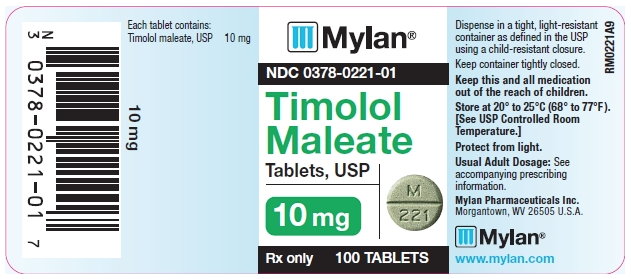 N
3 0378-0221-01 7
Each tablet contains:
Timolol maleate, USP 10 mg
10 mg
Mylan®
NDC 0378-0221-01
Timolol
Maleate
Tablets, USP
10 mg
M
221
Rx only 100 TABLETS
Dispense in a tight, light-resistant
container as defined in the USP
using a child-resistant closure.
Keep container tightly closed.
Keep this and all medication
out of the reach of children.
Store at 20° to 25°C (68° to 77°F).
[See USP Controlled Room
Temperature.]
Protect from light.
Usual Adult Dosage: See
accompanying prescribing
information.
Mylan Pharmaceuticals Inc.
Morgantown, WV 26505 U.S.A.
Mylan®
www.mylan.com
RM0221A9